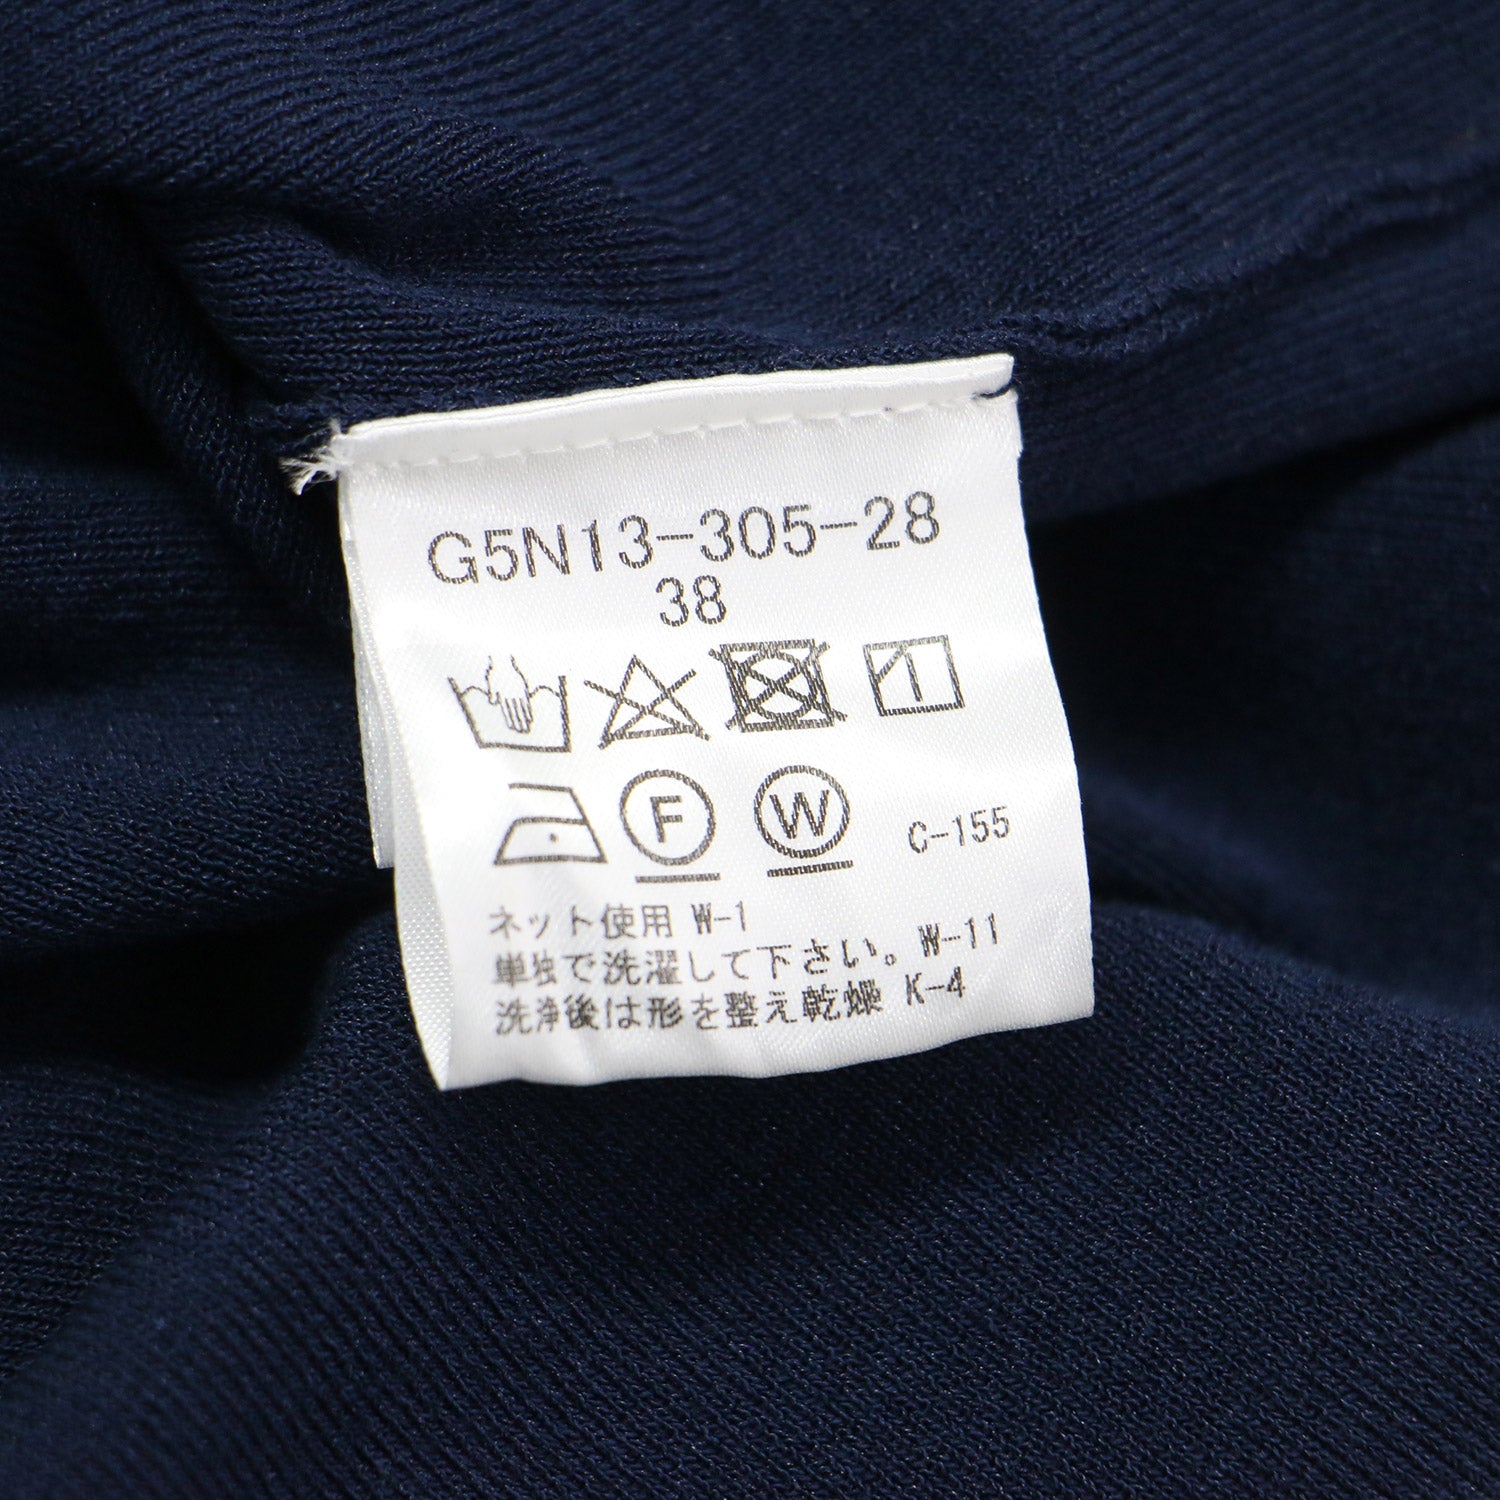 G5N13-305-28
38
F W C-155
ネット使用 W-1
単独で洗濯して下さい。W-11
洗浄後は形を整え乾燥 K-4